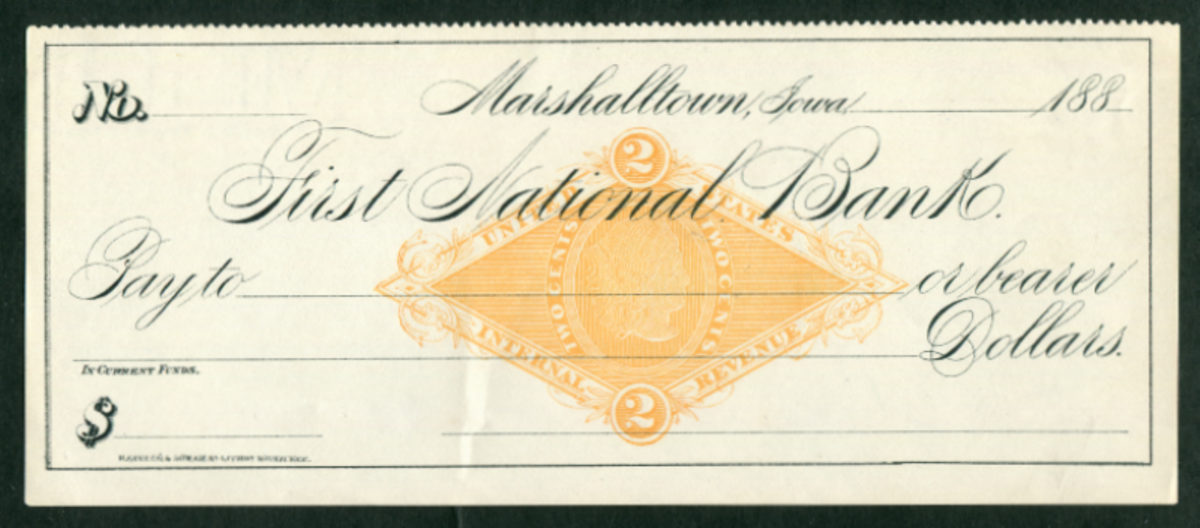 No.
Marshalltown, Iowa 188
First National Bank.
2
UNITED STATES
TWO CENTS TWO CENTS
Pay to or bearer
Dollars.
INTERNAL REVENUE
IN CURRENT FUNDS.
2
$